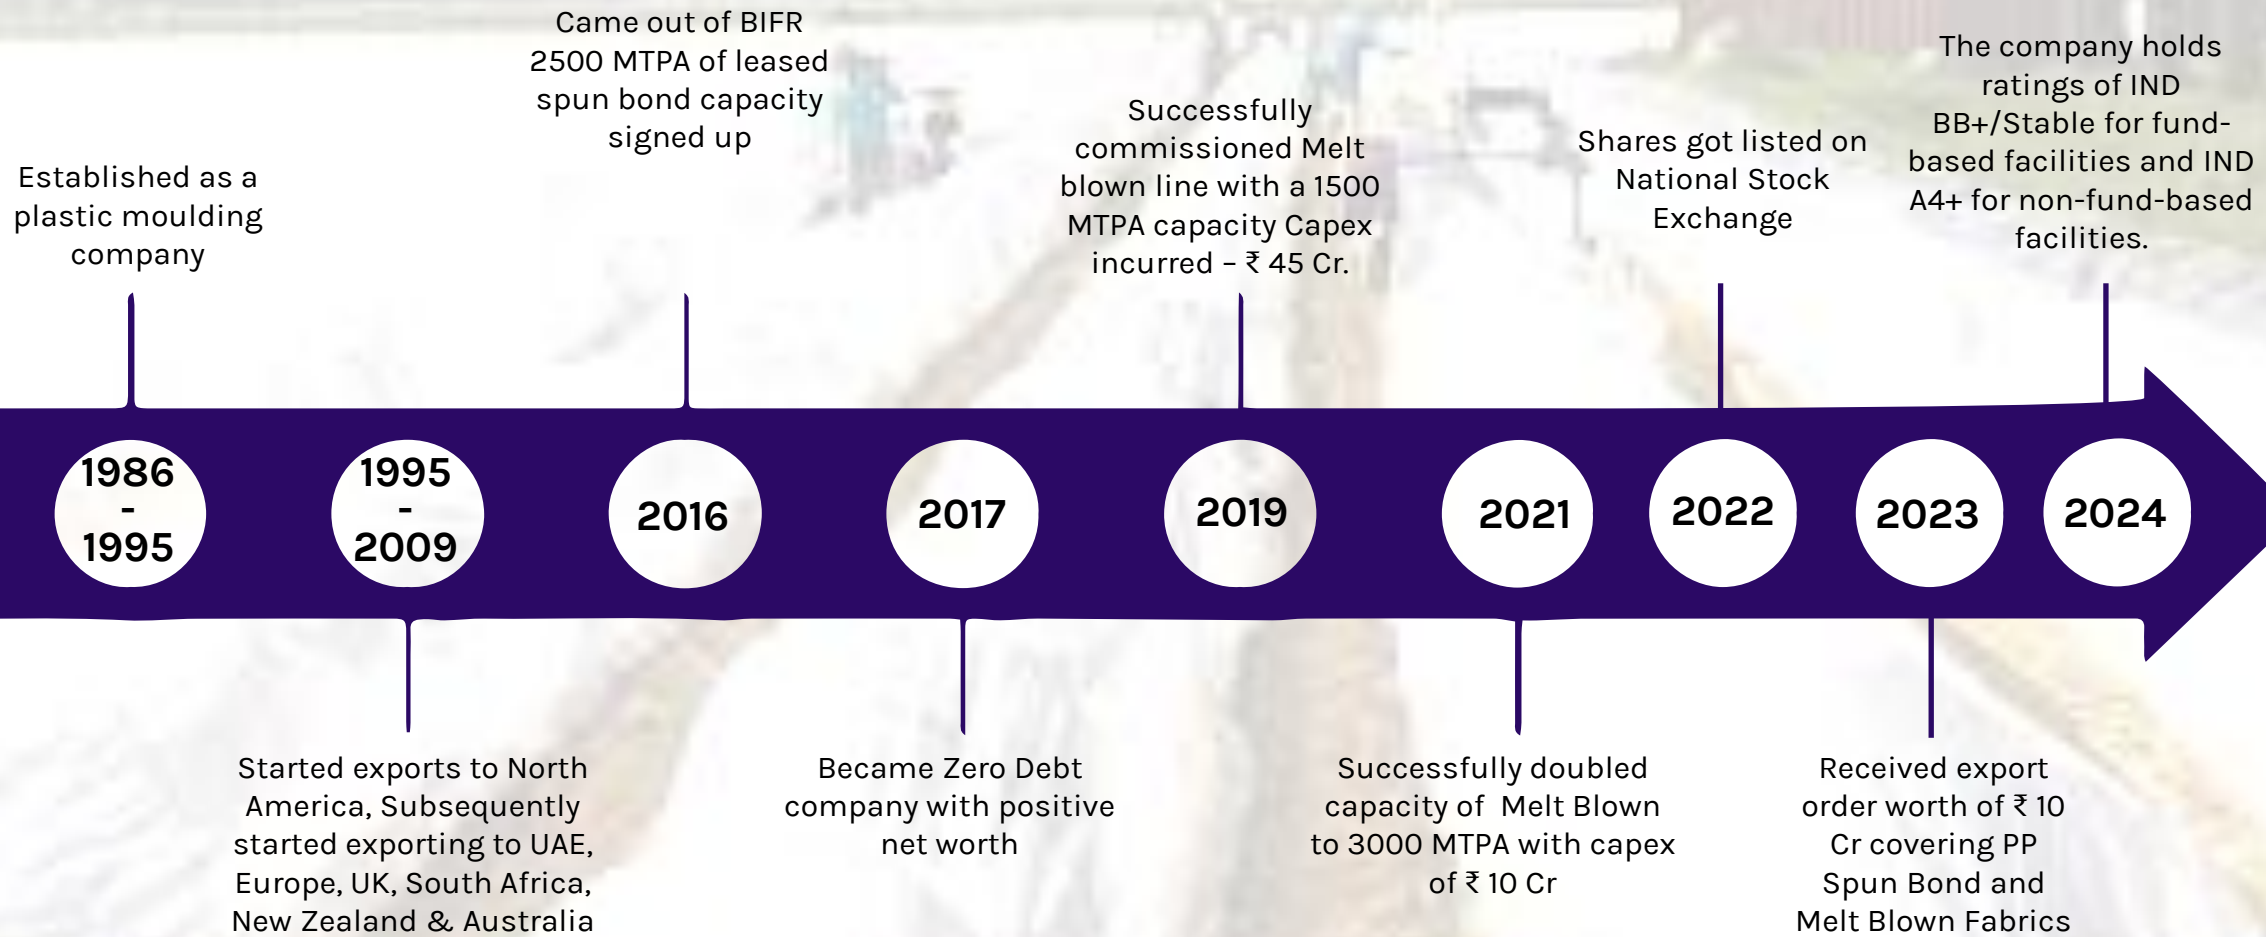 Established as a
plastic moulding
company
1986
-
1995
Started exports to North
America, Subsequently
started exporting to UAE,
Europe, UK, South Africa,
New Zealand & Australia
1995
-
2009
Came out of BIFR
2500 MTPA of leased
spun bond capacity
signed up
2016
Became Zero Debt
company with positive
net worth
2017
Successfully
commissioned Melt
blown line with a 1500
MTPA capacity Capex
incurred – ₹ 45 Cr.
2019
Successfully doubled
capacity of Melt Blown
to 3000 MTPA with capex
of ₹ 10 Cr
2021
Shares got listed on
National Stock
Exchange
2022
Received export
order worth of ₹ 10
Cr covering PP
Spun Bond and
Melt Blown Fabrics
2023
The company holds
ratings of IND
BB+/Stable for fund-
based facilities and IND
A4+ for non-fund-based
facilities.
2024